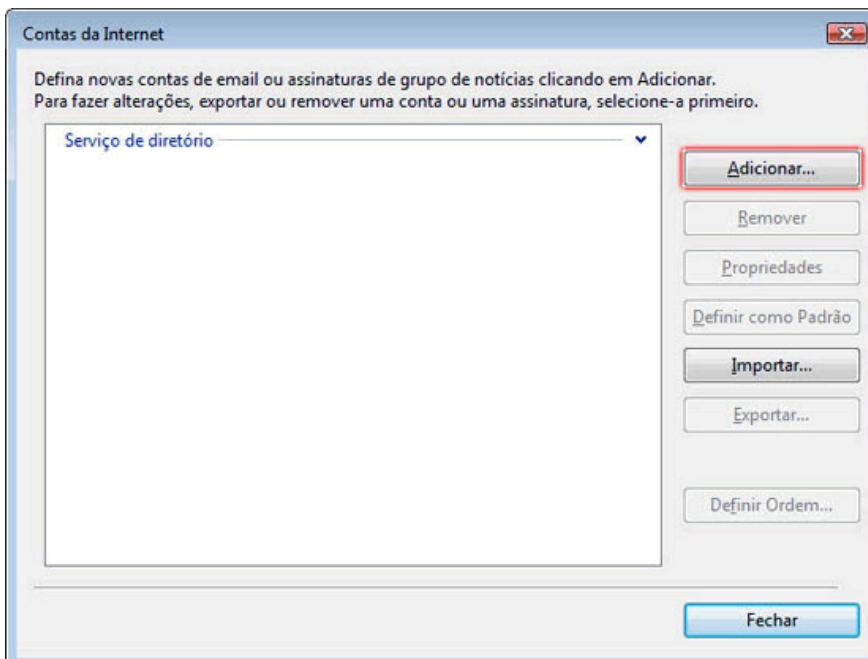 Contas da Internet
Defina novas contas de email ou assinaturas de grupo de notícias clicando em Adicionar.
Para fazer alterações, exportar ou remover uma conta ou uma assinatura, selecione-a primeiro.
Serviço de diretório
Adicionar...
Remover
Propriedades
Definir como Padrão
Importar...
Exportar...
Definir Ordem...
Fechar